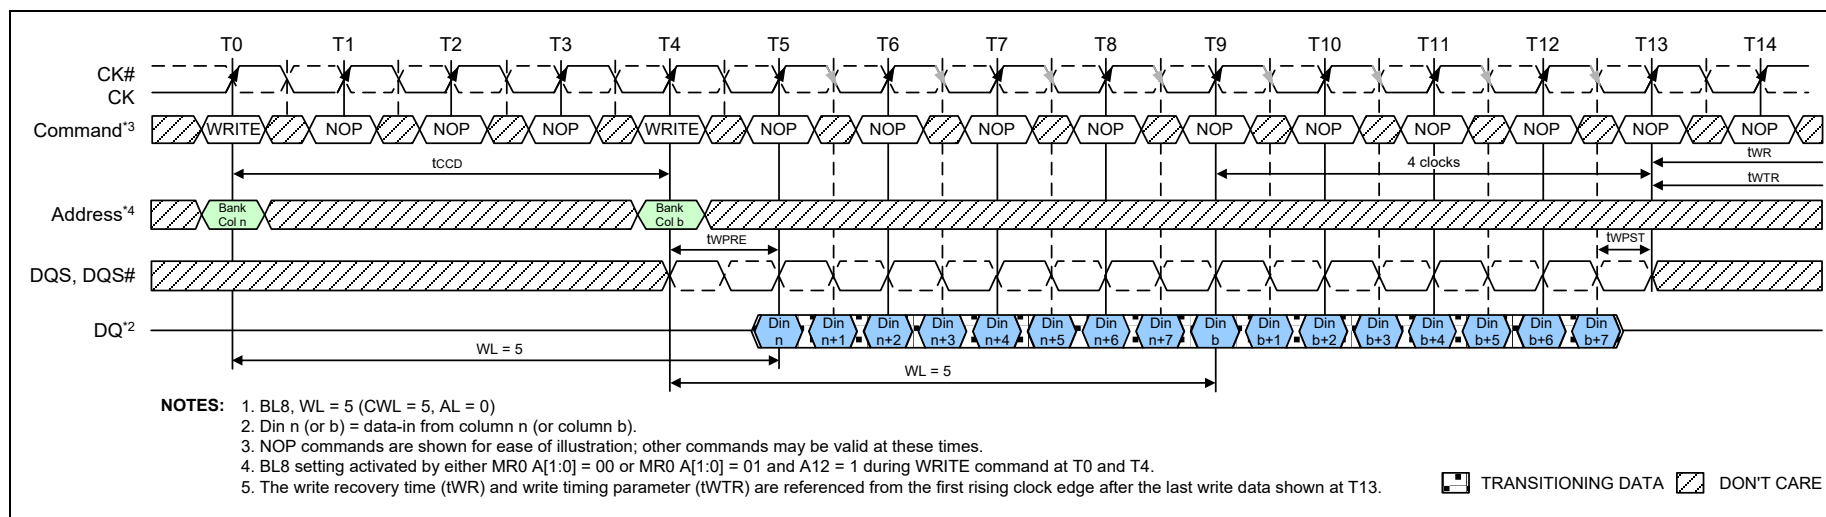 T0 T1 T2 T3 T4 T5 T6 T7 T8 T9 T10 T11 T12 T13 T14
CK#
CK
Command*3 WRITE NOP NOP NOP WRITE NOP NOP NOP NOP NOP NOP NOP NOP NOP NOP
tCCD 4 clocks tWR
tWTR
Address*4 Bank Col n Bank Col b
tWPRE tWPST
DQS, DQS#
DQ*2 Din n Din n+1 Din n+2 Din n+3 Din n+4 Din n+5 Din n+6 Din n+7 Din b Din b+1 Din b+2 Din b+3 Din b+4 Din b+5 Din b+6 Din b+7
WL = 5
WL = 5
NOTES: 1. BL8, WL = 5 (CWL = 5, AL = 0)
2. Din n (or b) = data-in from column n (or column b).
3. NOP commands are shown for ease of illustration; other commands may be valid at these times.
4. BL8 setting activated by either MR0 A[1:0] = 00 or MR0 A[1:0] = 01 and A12 = 1 during WRITE command at T0 and T4.
5. The write recovery time (tWR) and write timing parameter (tWTR) are referenced from the first rising clock edge after the last write data shown at T13.
TRANSITIONING DATA DON'T CARE